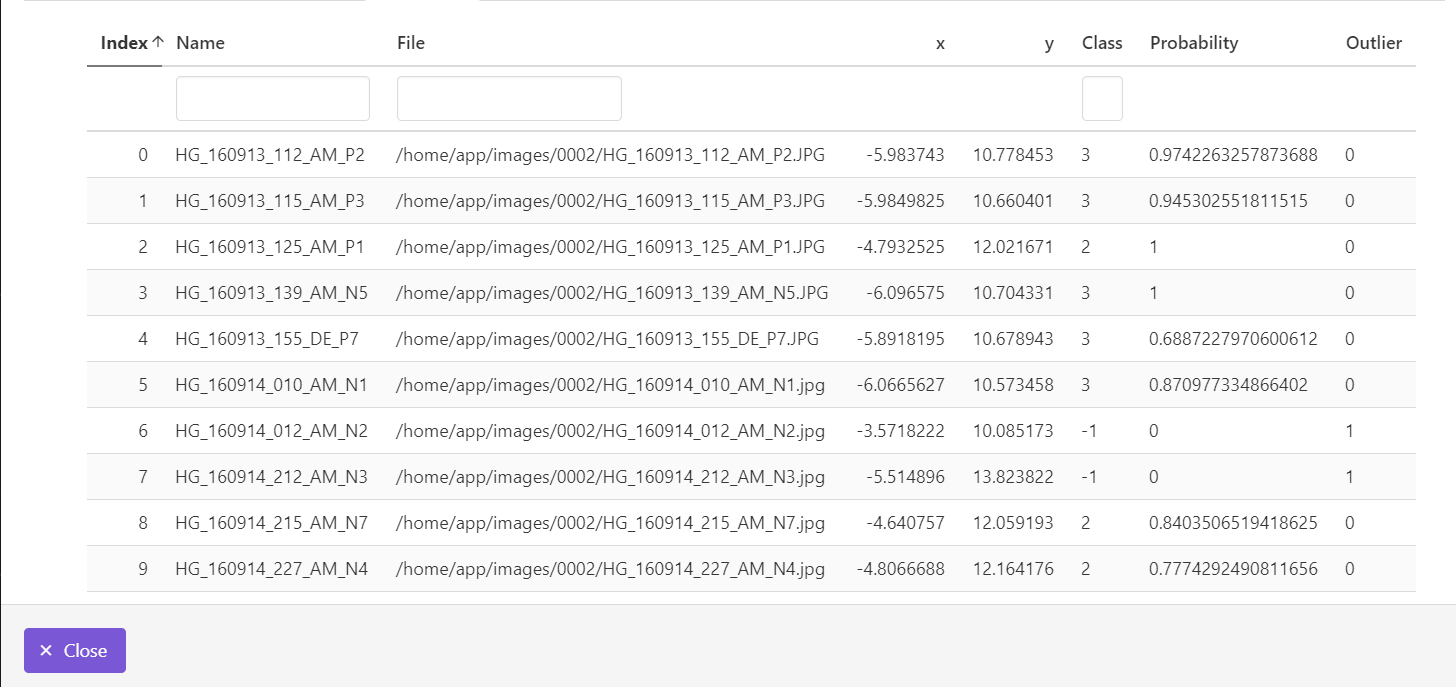 Index↑ Name File x y Class Probability Outlier
0 HG_160913_112_AM_P2 /home/app/images/0002/HG_160913_112_AM_P2.JPG -5.983743 10.778453 3 0.9742263257873688 0
1 HG_160913_115_AM_P3 /home/app/images/0002/HG_160913_115_AM_P3.JPG -5.9849825 10.660401 3 0.945302551811515 0
2 HG_160913_125_AM_P1 /home/app/images/0002/HG_160913_125_AM_P1.JPG -4.7932525 12.021671 2 1 0
3 HG_160913_139_AM_N5 /home/app/images/0002/HG_160913_139_AM_N5.JPG -6.096575 10.704331 3 1 0
4 HG_160913_155_DE_P7 /home/app/images/0002/HG_160913_155_DE_P7.JPG -5.8918195 10.678943 3 0.6887227970600612 0
5 HG_160914_010_AM_N1 /home/app/images/0002/HG_160914_010_AM_N1.jpg -6.0665627 10.573458 3 0.870977334866402 0
6 HG_160914_012_AM_N2 /home/app/images/0002/HG_160914_012_AM_N2.jpg -3.5718222 10.085173 -1 0 1
7 HG_160914_212_AM_N3 /home/app/images/0002/HG_160914_212_AM_N3.jpg -5.514896 13.823822 -1 0 1
8 HG_160914_215_AM_N7 /home/app/images/0002/HG_160914_215_AM_N7.jpg -4.640757 12.059193 2 0.8403506519418625 0
9 HG_160914_227_AM_N4 /home/app/images/0002/HG_160914_227_AM_N4.jpg -4.8066688 12.164176 2 0.7774292490811656 0
× Close